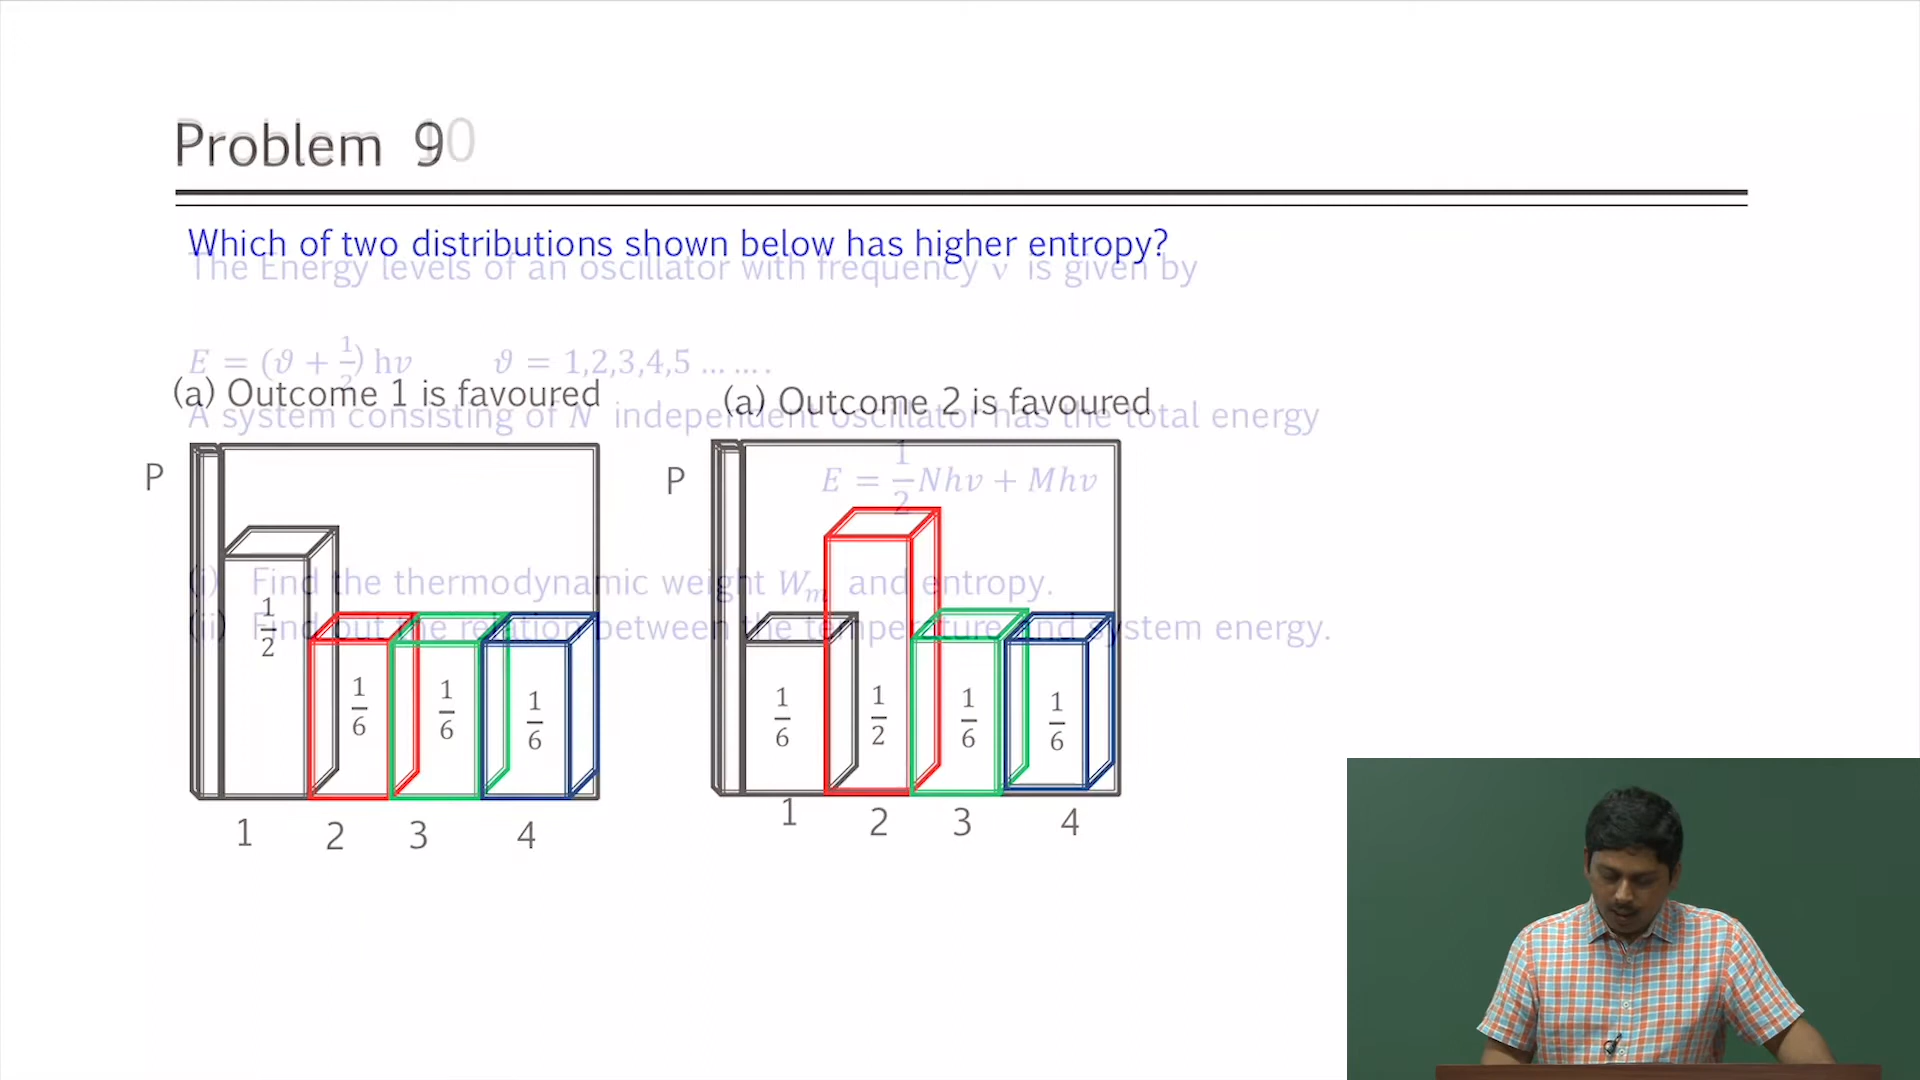 Problem 9
Problem 10
Which of two distributions shown below has higher entropy?
The Energy levels of an oscillator with frequency ν is given by
E = (ϑ + 1/2) hν ϑ = 1,2,3,4,5 … … .
(a) Outcome 1 is favoured
(a) Outcome 2 is favoured
A system consisting of N independent oscillator has the total energy
E = 1/2 Nhν + Mhν
P
P
(i) Find the thermodynamic weight Wm and entropy.
(ii) Find out the relation between the temperature and system energy.
1/2
1/6
1/6
1/6
1/6
1/2
1/6
1/6
1 2 3 4
1 2 3 4